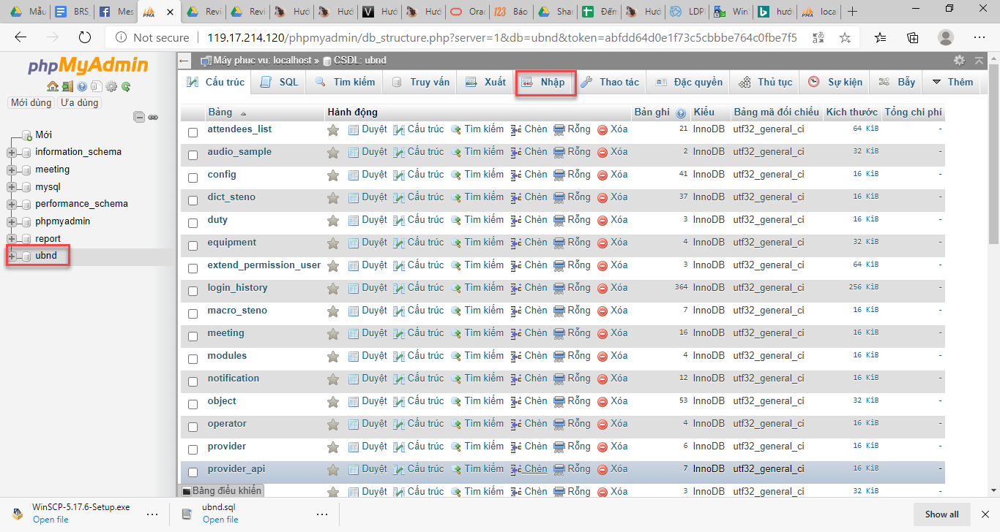 Mẫu BRS_ Mes Revi Revi Hướ Hướ Hướ Hướ Orac Báo Shar Đếm Hướ LDPI Win hướ loca
Not secure 119.17.214.120/phpmyadmin/db_structure.php?server=1&db=ubnd&token=abfdd64d0e1f73c5cbbbe764c0fbe7f5
phpMyAdmin
Mới dùng Ưa dùng
Mới
information_schema
meeting
mysql
performance_schema
phpmyadmin
report
ubnd
Máy phục vụ: localhost » CSDL: ubnd
Cấu trúc SQL Tìm kiếm Truy vấn Xuất Nhập Thao tác Đặc quyền Thủ tục Sự kiện Bẫy Thêm
Bảng Hành động Bản ghi Kiểu Bảng mã đối chiếu Kích thước Tổng chi phí
attendees_list Duyệt Cấu trúc Tìm kiếm Chèn Rỗng Xóa 21 InnoDB utf32_general_ci 64 KiB -
audio_sample Duyệt Cấu trúc Tìm kiếm Chèn Rỗng Xóa 2 InnoDB utf32_general_ci 32 KiB -
config Duyệt Cấu trúc Tìm kiếm Chèn Rỗng Xóa 41 InnoDB utf32_general_ci 16 KiB -
dict_steno Duyệt Cấu trúc Tìm kiếm Chèn Rỗng Xóa 37 InnoDB utf32_general_ci 16 KiB -
duty Duyệt Cấu trúc Tìm kiếm Chèn Rỗng Xóa 3 InnoDB utf32_general_ci 16 KiB -
equipment Duyệt Cấu trúc Tìm kiếm Chèn Rỗng Xóa 4 InnoDB utf32_general_ci 32 KiB -
extend_permission_user Duyệt Cấu trúc Tìm kiếm Chèn Rỗng Xóa 3 InnoDB utf32_general_ci 64 KiB -
login_history Duyệt Cấu trúc Tìm kiếm Chèn Rỗng Xóa 364 InnoDB utf32_general_ci 256 KiB -
macro_steno Duyệt Cấu trúc Tìm kiếm Chèn Rỗng Xóa 7 InnoDB utf32_general_ci 16 KiB -
meeting Duyệt Cấu trúc Tìm kiếm Chèn Rỗng Xóa 16 InnoDB utf32_general_ci 16 KiB -
modules Duyệt Cấu trúc Tìm kiếm Chèn Rỗng Xóa 4 InnoDB utf32_general_ci 16 KiB -
notification Duyệt Cấu trúc Tìm kiếm Chèn Rỗng Xóa 12 InnoDB utf32_general_ci 16 KiB -
object Duyệt Cấu trúc Tìm kiếm Chèn Rỗng Xóa 53 InnoDB utf32_general_ci 32 KiB -
operator Duyệt Cấu trúc Tìm kiếm Chèn Rỗng Xóa 4 InnoDB utf32_general_ci 16 KiB -
provider Duyệt Cấu trúc Tìm kiếm Chèn Rỗng Xóa 6 InnoDB utf32_general_ci 16 KiB -
provider_api Duyệt Cấu trúc Tìm kiếm Chèn Rỗng Xóa 7 InnoDB utf32_general_ci 16 KiB -
Bảng điều khiển Duyệt Cấu trúc Tìm kiếm Chèn Rỗng Xóa 3 InnoDB utf32_general_ci 32 KiB -
WinSCP-5.17.6-Setup.exe
Open file
ubnd.sql
Open file
Show all